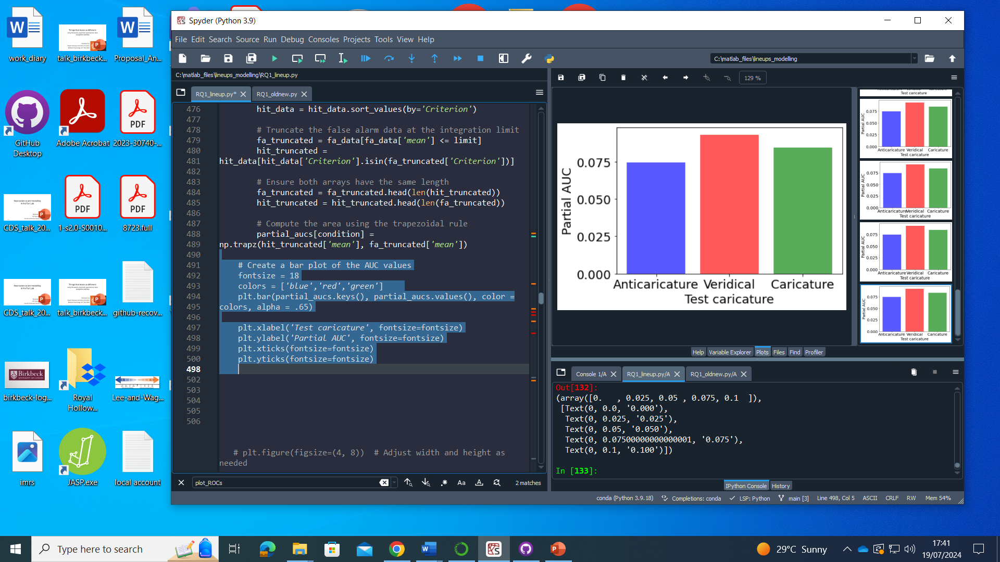 work_diary
talk_birkbeck...
Proposal_An...
GitHub
Desktop
Adobe Acrobat
2023-30740-...
PDF
CDS_talk_20...
1-s2.0-S0010...
8723.full
PDF
PDF
CDS_talk_20...
talk_birkbeck...
github-recov...
Birkbeck
birkbeck-log...
Royal
Hollow...
Lee-and-Wag...
imrs
JASP.exe
local account
Spyder (Python 3.9)
File Edit Search Source Run Debug Consoles Projects Tools View Help
C:\matlab_files\lineups_modelling
C:\matlab_files\lineups_modelling\RQ1_lineup.py
RQ1_lineup.py*
RQ1_oldnew.py
476 hit_data = hit_data.sort_values(by='Criterion')
477
478 # Truncate the false alarm data at the integration limit
479 fa_truncated = fa_data[fa_data['mean'] <= limit]
480 hit_truncated =
481 hit_data[hit_data['Criterion'].isin(fa_truncated['Criterion'])]
482
483 # Ensure both arrays have the same length
484 fa_truncated = fa_truncated.head(len(hit_truncated))
485 hit_truncated = hit_truncated.head(len(fa_truncated))
486
487 # Compute the area using the trapezoidal rule
488 partial_aucs[condition] =
489 np.trapz(hit_truncated['mean'], fa_truncated['mean'])
490
491 # Create a bar plot of the AUC values
492 fontsize = 18
493 colors = ['blue','red','green']
494 plt.bar(partial_aucs.keys(), partial_aucs.values(), color =
495 colors, alpha = .65)
496
497 plt.xlabel('Test caricature', fontsize=fontsize)
498 plt.ylabel('Partial AUC', fontsize=fontsize)
499 plt.xticks(fontsize=fontsize)
500 plt.yticks(fontsize=fontsize)
498
502
503
504
505
506
# plt.figure(figsize=(4, 8))  # Adjust width and height as
needed
plot_ROCs
Aa
2 matches
129 %
Partial AUC
0.075
0.050
0.025
0.000
Anticaricature Veridical Caricature
Test caricature
Test caricature
Partial AUC
0.075
0.050
0.025
0.000
Anticaricature Veridical Caricature
Test caricature
Partial AUC
0.075
0.050
0.025
0.000
Anticaricature Veridical Caricature
Test caricature
Partial AUC
0.075
0.050
0.025
0.000
Anticaricature Veridical Caricature
Test caricature
Partial AUC
0.075
0.050
0.025
0.000
Anticaricature Veridical Caricature
Test caricature
Help Variable Explorer Plots Files Find Profiler
Console 1/A
RQ1_lineup.py/A
RQ1_oldnew.py/A
Out[132]:
(array([0.   , 0.025, 0.05 , 0.075, 0.1  ]),
[Text(0, 0.0, '0.000'),
Text(0, 0.025, '0.025'),
Text(0, 0.05, '0.050'),
Text(0, 0.07500000000000001, '0.075'),
Text(0, 0.1, '0.100')])
In [133]:
IPython Console History
conda (Python 3.9.18) Completions: conda LSP: Python main [3] Line 498, Col 5 ASCII CRLF RW Mem 54%
Type here to search
29°C Sunny
17:41
19/07/2024